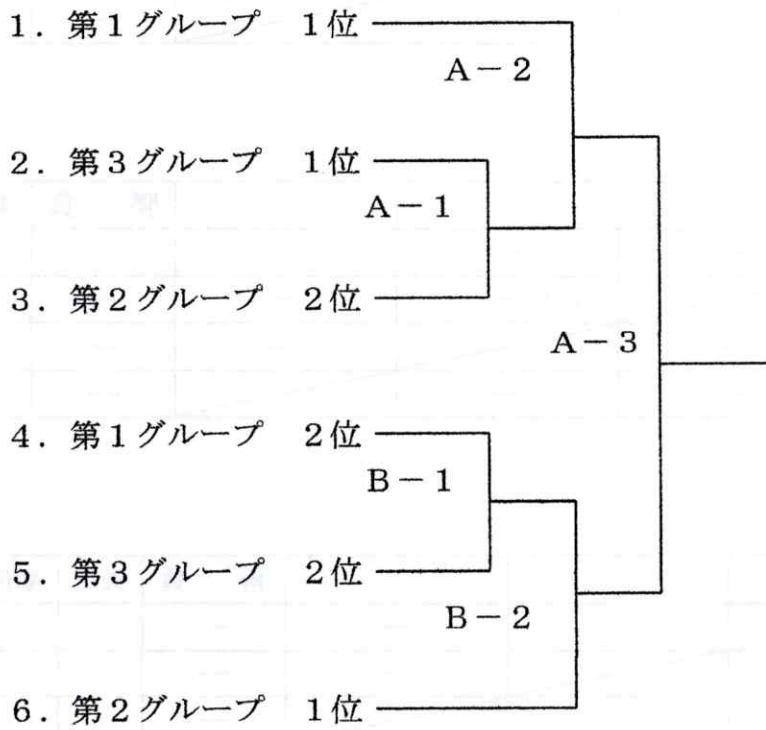 1. 第1グループ 1位
A－2
2. 第3グループ 1位
A－1
3. 第2グループ 2位
A－3
4. 第1グループ 2位
B－1
5. 第3グループ 2位
B－2
6. 第2グループ 1位